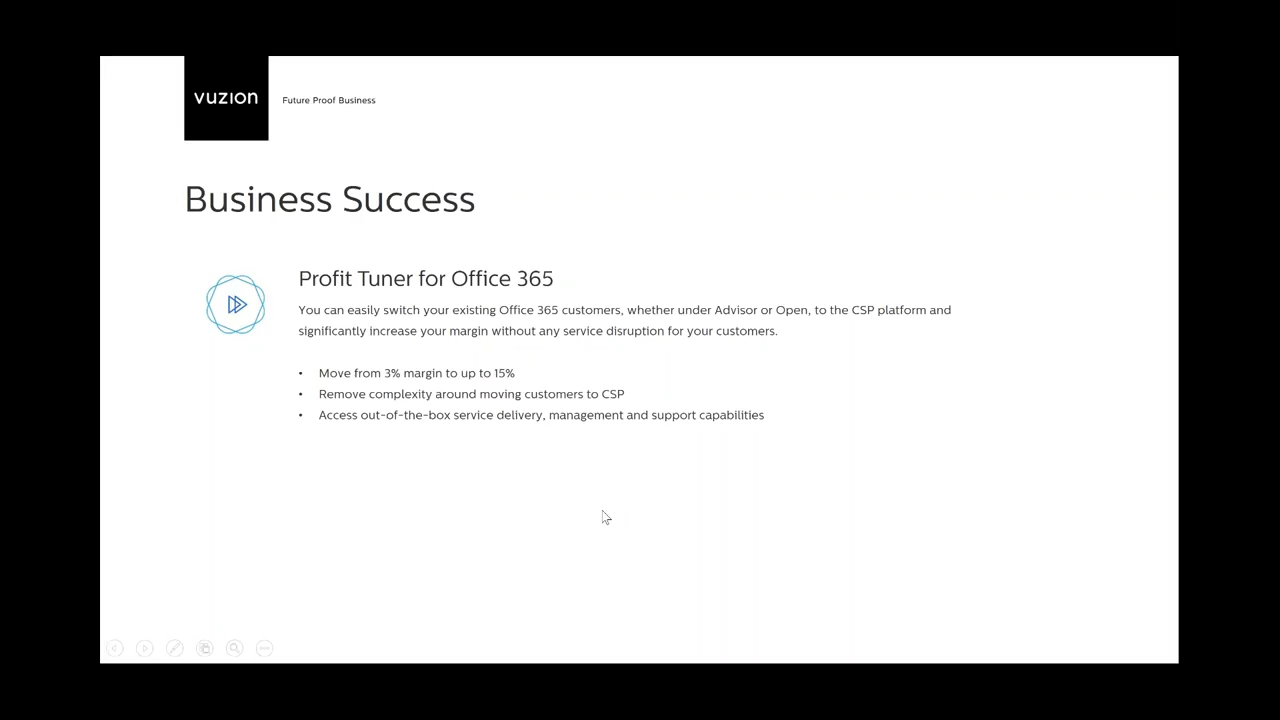 vuzion
Future Proof Business
Business Success
Profit Tuner for Office 365
You can easily switch your existing Office 365 customers, whether under Advisor or Open, to the CSP platform and
significantly increase your margin without any service disruption for your customers.
• Move from 3% margin to up to 15%
• Remove complexity around moving customers to CSP
• Access out-of-the-box service delivery, management and support capabilities